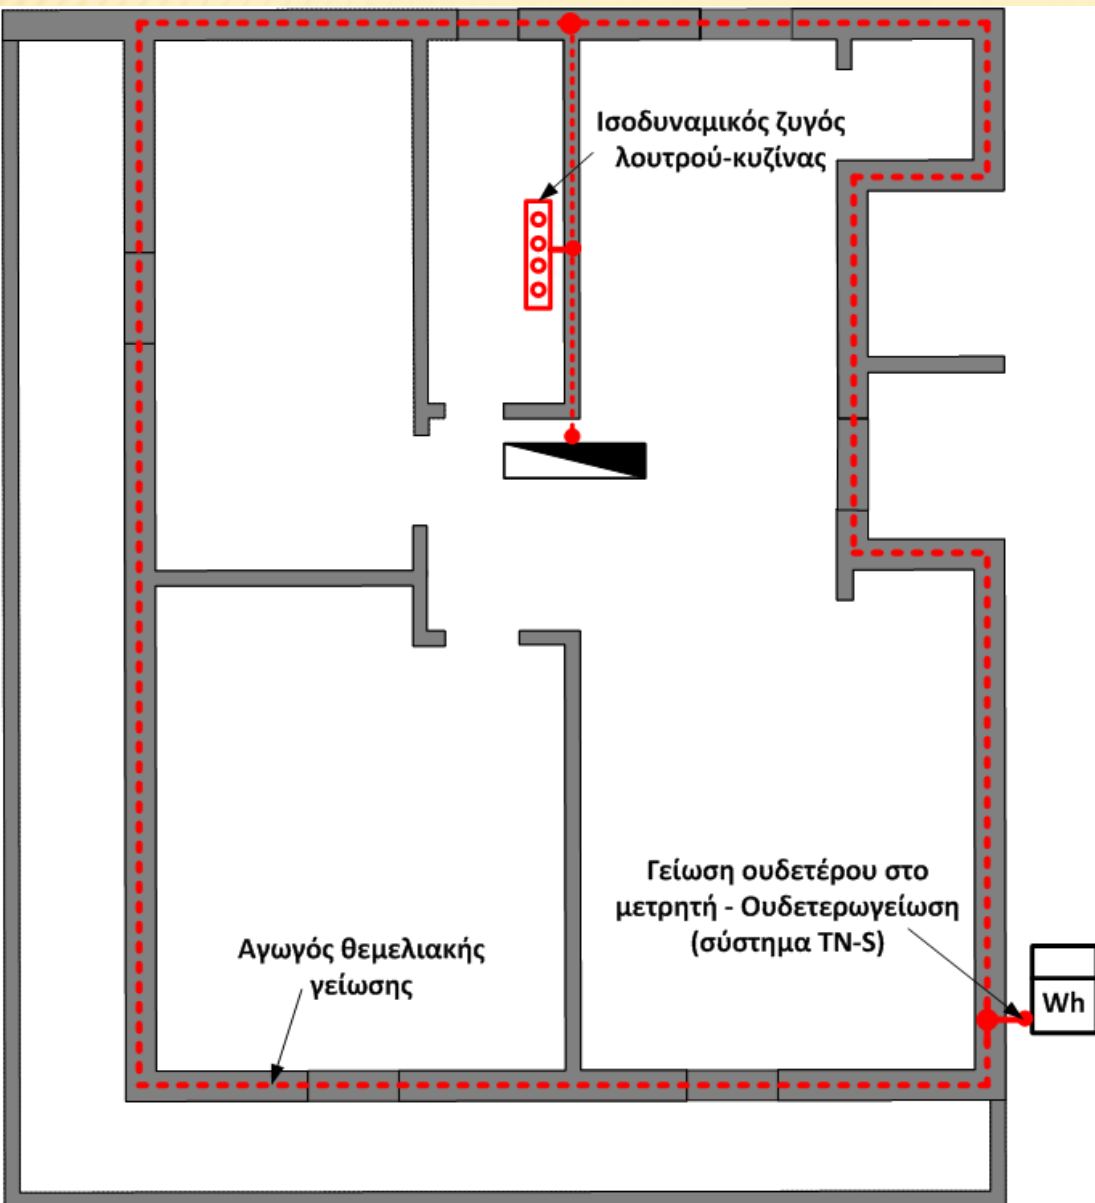 Ισοδυναμικός ζυγός
λουτρού-κυζίνας
Γείωση ουδετέρου στο
μετρητή - Ουδετερωγείωση
(σύστημα TN-S)
Αγωγός θεμελιακής
γείωσης
Wh